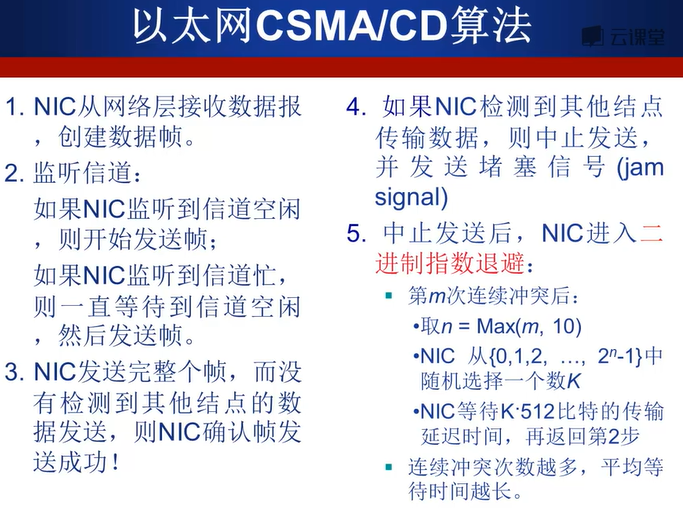 以太网CSMA/CD算法
云课堂
1. NIC从网络层接收数据报
，创建数据帧。
2. 监听信道：
如果NIC监听到信道空闲
，则开始发送帧；
如果NIC监听到信道忙，
则一直等待到信道空闲
，然后发送帧。
3. NIC发送完整个帧，而没
有检测到其他结点的数
据发送，则NIC确认帧发
送成功！
4. 如果NIC检测到其他结点
传输数据，则中止发送，
并发送堵塞信号(jam
signal)
5. 中止发送后，NIC进入二
进制指数退避：
▪ 第m次连续冲突后：
•取n = Max(m, 10)
•NIC 从{0,1,2, …, 2ⁿ-1}中
随机选择一个数K
•NIC等待K·512比特的传输
延迟时间，再返回第2步
▪ 连续冲突次数越多，平均等
待时间越长。